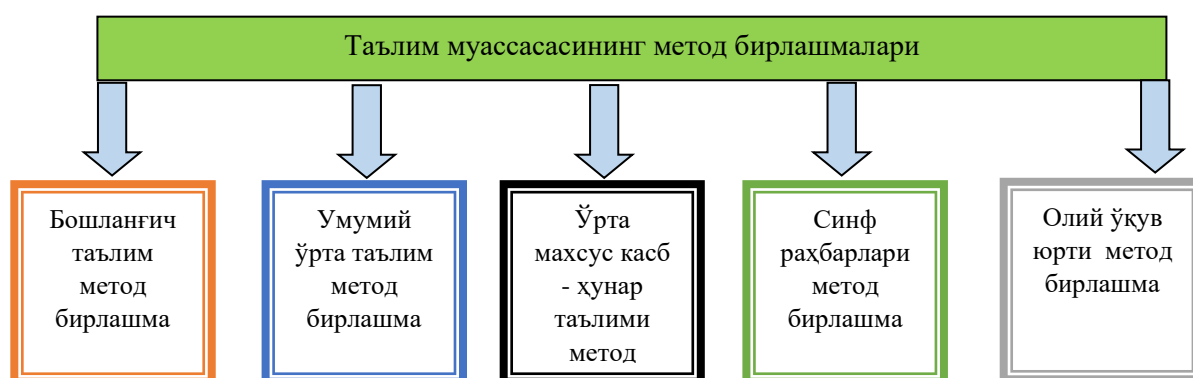 Таълим муассасасининг метод бирлашмалари
Бошланғич
таълим
метод
бирлашма
Умумий
ўрта таълим
метод
бирлашма
Ўрта
махсус касб
- ҳунар
таълими
метод
Синф
раҳбарлари
метод
бирлашма
Олий ўқув
юрти метод
бирлашма